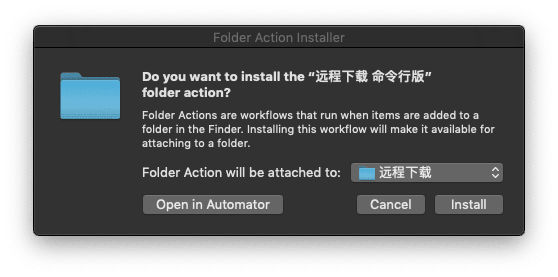 Folder Action Installer
Do you want to install the “远程下载 命令行版”
folder action?
Folder Actions are workflows that run when items are added to a
folder in the Finder. Installing this workflow will make it available for
attaching to a folder.
Folder Action will be attached to: 远程下载
Open in Automator Cancel Install